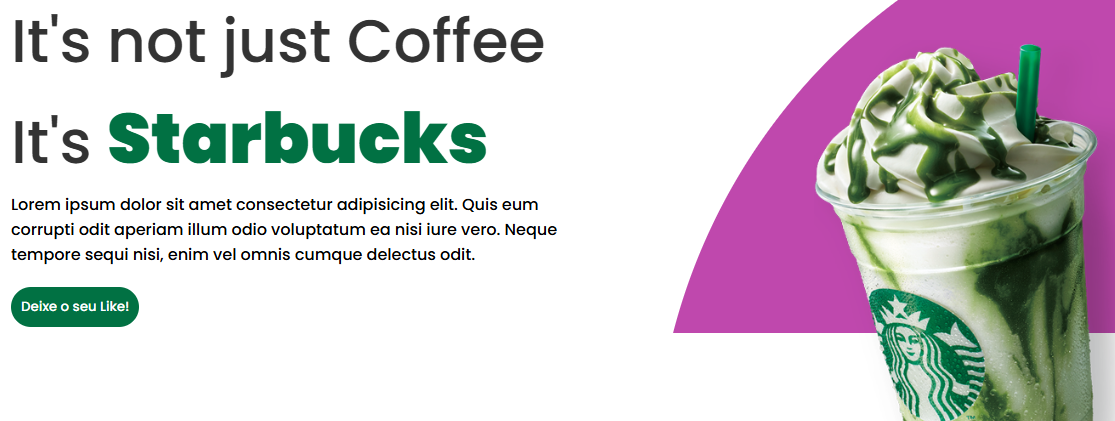 It's not just Coffee
It's Starbucks
Lorem ipsum dolor sit amet consectetur adipisicing elit. Quis eum
corrupti odit aperiam illum odio voluptatum ea nisi iure vero. Neque
tempore sequi nisi, enim vel omnis cumque delectus odit.
Deixe o seu Like!